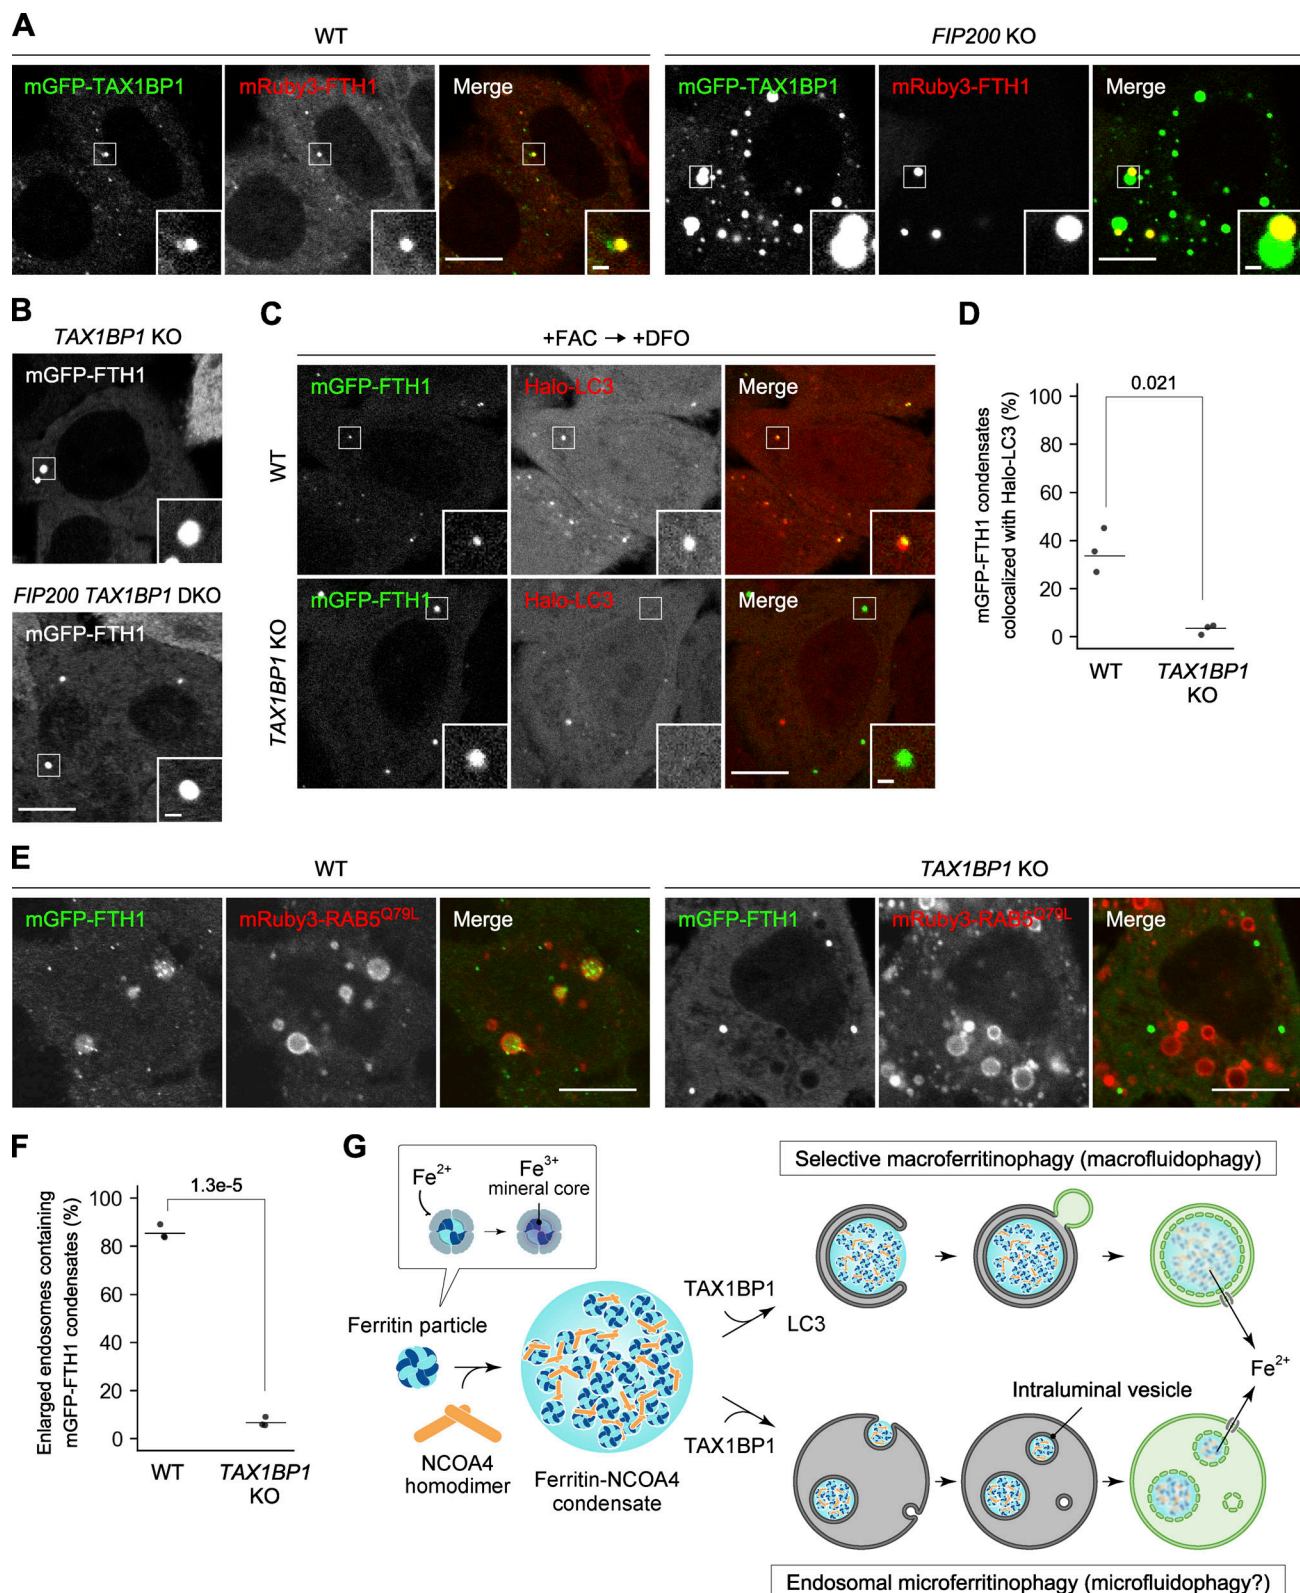 A
WT
FIP200 KO
mGFP-TAX1BP1
mRuby3-FTH1
Merge
mGFP-TAX1BP1
mRuby3-FTH1
Merge
B
TAX1BP1 KO
mGFP-FTH1
FIP200 TAX1BP1 DKO
mGFP-FTH1
C
+FAC → +DFO
mGFP-FTH1
Halo-LC3
Merge
WT
mGFP-FTH1
Halo-LC3
Merge
TAX1BP1 KO
D
0.021
mGFP-FTH1 condensates
colocalized with Halo-LC3 (%)
100
80
60
40
20
0
WT
TAX1BP1
KO
E
WT
TAX1BP1 KO
mGFP-FTH1
mRuby3-RAB5Q79L
Merge
mGFP-FTH1
mRuby3-RAB5Q79L
Merge
F
1.3e-5
Enlarged endosomes containing
mGFP-FTH1 condensates (%)
100
80
60
40
20
0
WT
TAX1BP1
KO
G
Fe2+
Fe3+
mineral core
Ferritin particle
NCOA4
homodimer
Ferritin-NCOA4
condensate
Selective macroferritinophagy (macrofluidophagy)
TAX1BP1
LC3
TAX1BP1
Intraluminal vesicle
Fe2+
Endosomal microferritinophagy (microfluidophagy?)